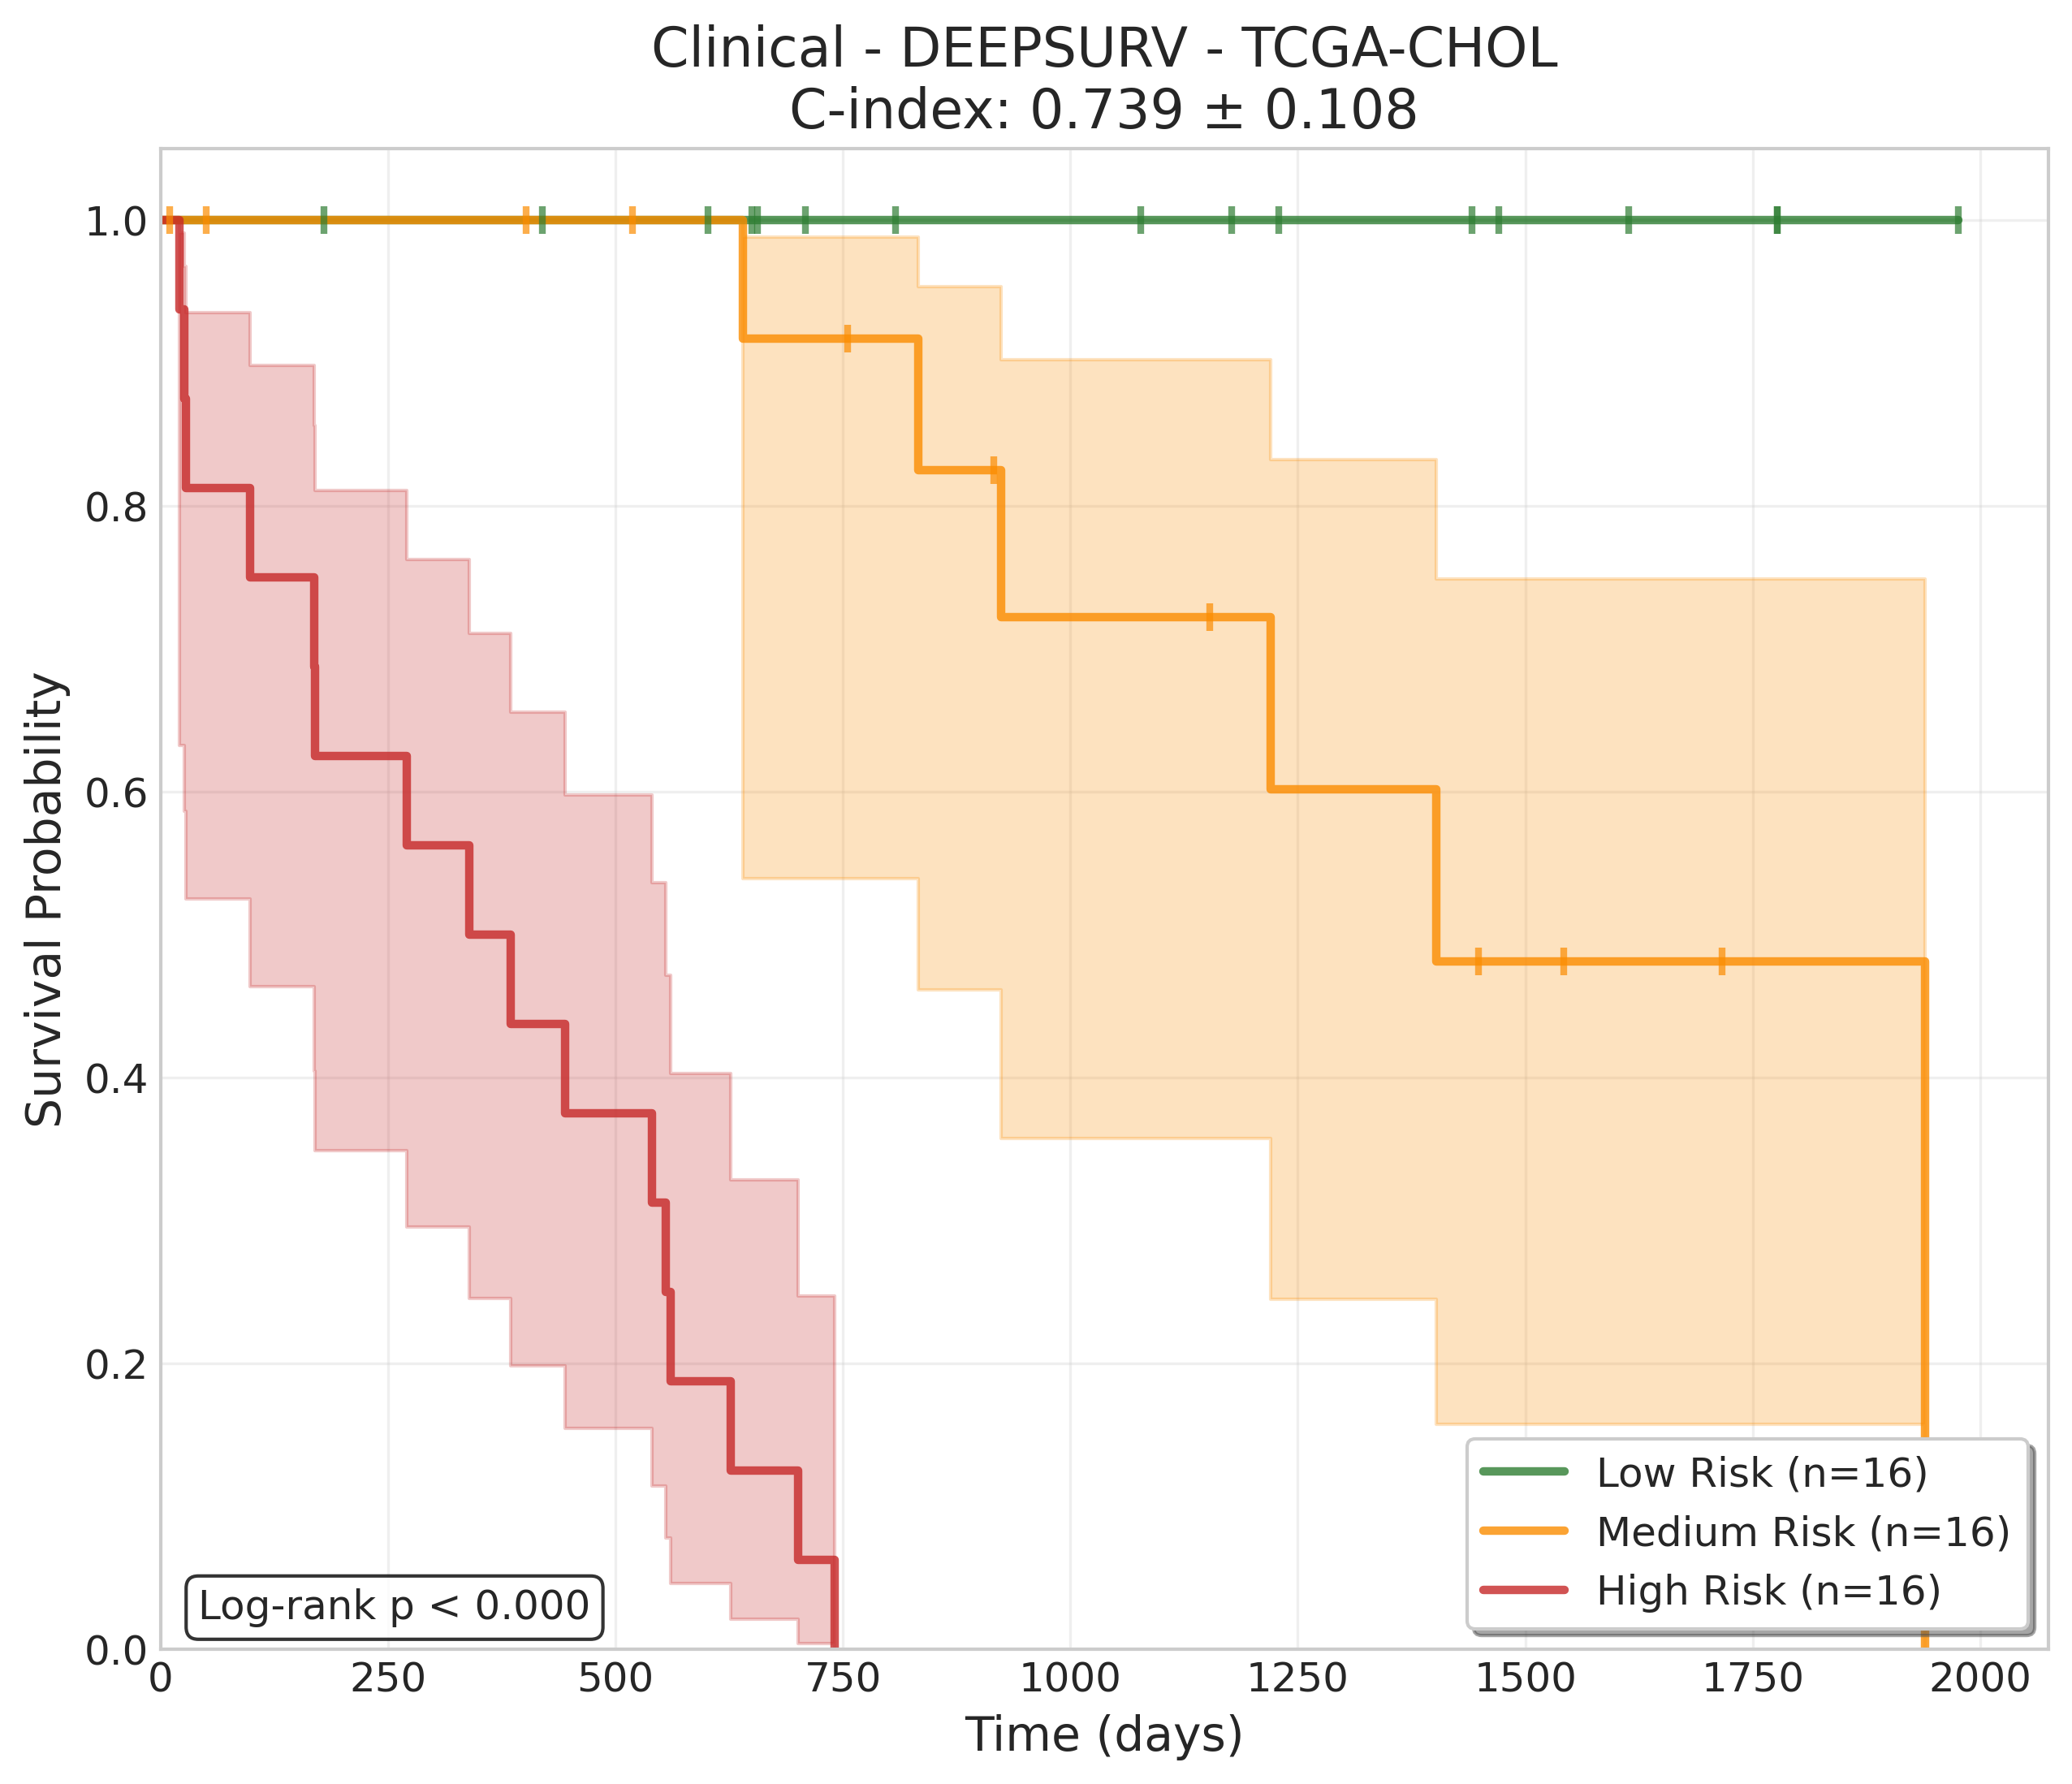 Clinical - DEEPSURV - TCGA-CHOL
C-index: 0.739 ± 0.108
Survival Probability
1.0
0.8
0.6
0.4
0.2
0.0
Log-rank p < 0.000
Low Risk (n=16)
Medium Risk (n=16)
High Risk (n=16)
0 250 500 750 1000 1250 1500 1750 2000
Time (days)